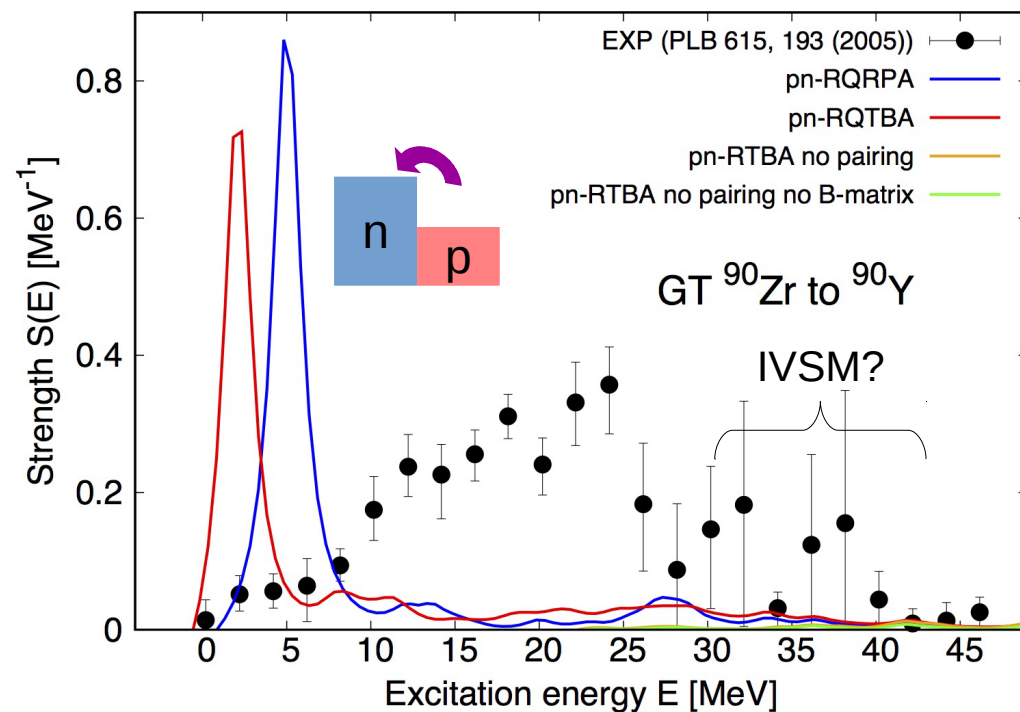 EXP (PLB 615, 193 (2005))
pn-RQRPA
pn-RQTBA
pn-RTBA no pairing
pn-RTBA no pairing no B-matrix
n
p
GT ⁹⁰Zr to ⁹⁰Y
IVSM?
Strength S(E) [MeV⁻¹]
0.8
0.6
0.4
0.2
0
0 5 10 15 20 25 30 35 40 45
Excitation energy E [MeV]